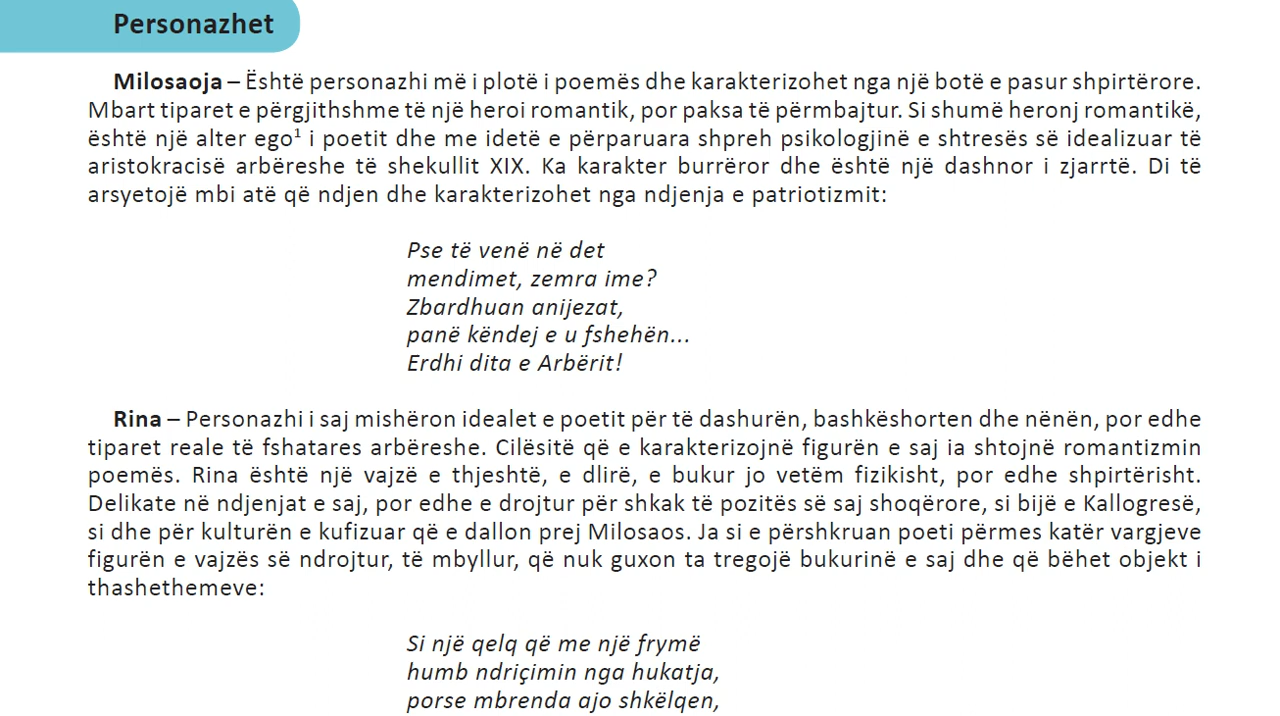 Personazhet
Milosaoja – Është personazhi më i plotë i poemës dhe karakterizohet nga një botë e pasur shpirtërore.
Mbart tiparet e përgjithshme të një heroi romantik, por paksa të përmbajtur. Si shumë heronj romantikë,
është një alter ego¹ i poetit dhe me idetë e përparuara shpreh psikologjinë e shtresës së idealizuar të
aristokracisë arbëreshe të shekullit XIX. Ka karakter burrëror dhe është një dashnor i zjarrtë. Di të
arsyetojë mbi atë që ndjen dhe karakterizohet nga ndjenja e patriotizmit:
Pse të venë në det
mendimet, zemra ime?
Zbardhuan anijezat,
panë këndej e u fshehën...
Erdhi dita e Arbërit!
Rina – Personazhi i saj mishëron idealet e poetit për të dashurën, bashkëshorten dhe nënën, por edhe
tiparet reale të fshatares arbëreshe. Cilësitë që e karakterizojnë figurën e saj ia shtojnë romantizmin
poemës. Rina është një vajzë e thjeshtë, e dlirë, e bukur jo vetëm fizikisht, por edhe shpirtërisht.
Delikate në ndjenjat e saj, por edhe e drojtur për shkak të pozitës së saj shoqërore, si bijë e Kallogresë,
si dhe për kulturën e kufizuar që e dallon prej Milosaos. Ja si e përshkruan poeti përmes katër vargjeve
figurën e vajzës së ndrojtur, të mbyllur, që nuk guxon ta tregojë bukurinë e saj dhe që bëhet objekt i
thashethemeve:
Si një qelq që me një frymë
humb ndriçimin nga hukatja,
porse mbrenda ajo shkëlqen,